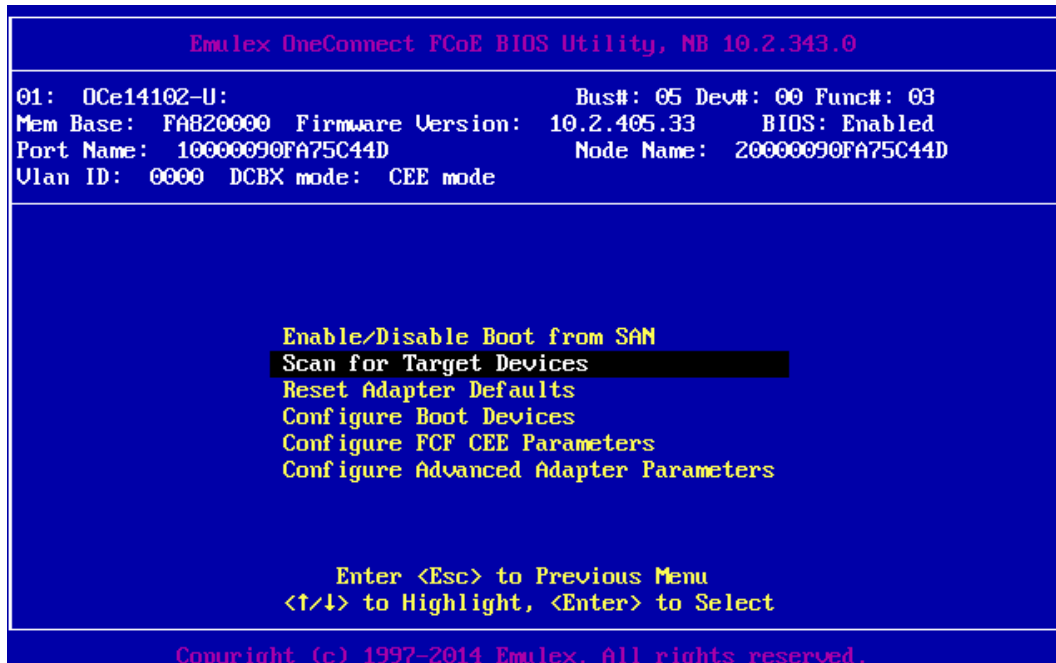 Emulex OneConnect FCoE BIOS Utility, NB 10.2.343.0
01: OCe14102-U: Bus#: 05 Dev#: 00 Func#: 03
Mem Base: FA820000 Firmware Version: 10.2.405.33 BIOS: Enabled
Port Name: 10000090FA75C44D Node Name: 20000090FA75C44D
Vlan ID: 0000 DCBX mode: CEE mode
Enable/Disable Boot from SAN
Scan for Target Devices
Reset Adapter Defaults
Configure Boot Devices
Configure FCF CEE Parameters
Configure Advanced Adapter Parameters
Enter <Esc> to Previous Menu
<↑/↓> to Highlight, <Enter> to Select
Copyright (c) 1997-2014 Emulex. All rights reserved.